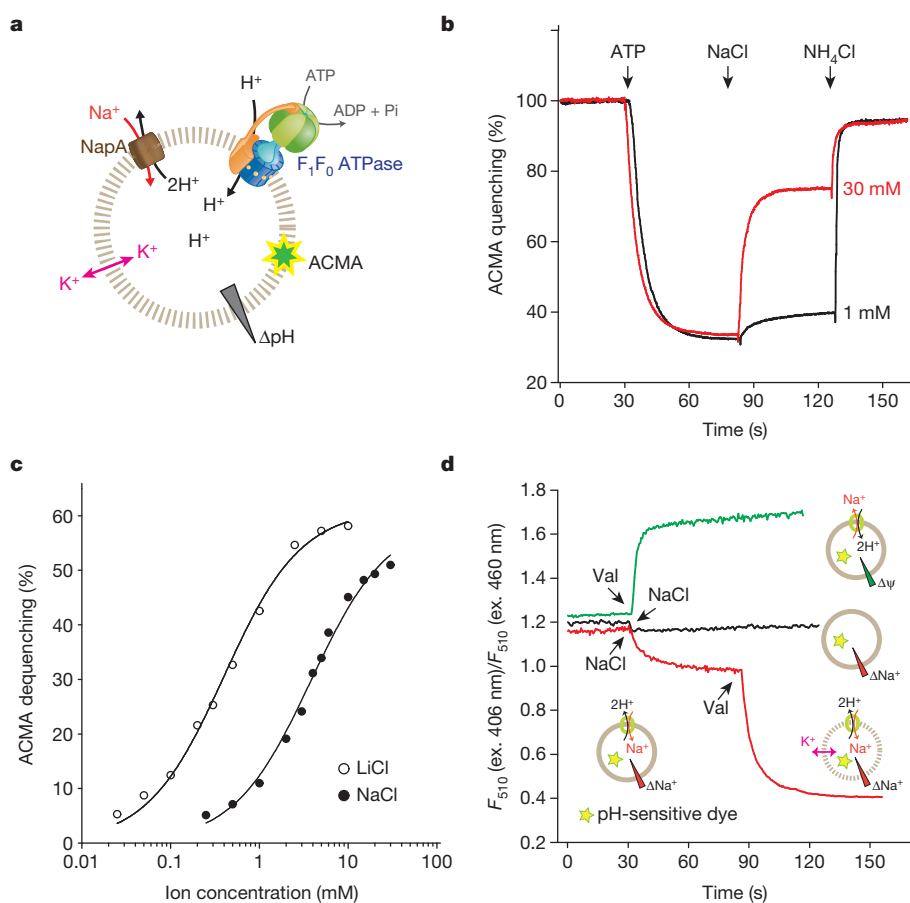 a
H⁺
ATP
ADP + Pi
Na⁺
NapA
2H⁺
F₁F₀ ATPase
H⁺
H⁺
K⁺
K⁺
ACMA
ΔpH
b
ATP
NaCl
NH₄Cl
100
80
60
40
20
30 mM
1 mM
ACMA quenching (%)
0
30
60
90
120
150
Time (s)
c
60
50
40
30
20
10
0
ACMA dequenching (%)
LiCl
NaCl
0.01
0.1
1
10
100
Ion concentration (mM)
d
1.8
1.6
1.4
1.2
1.0
0.8
0.6
0.4
0.2
F₅₁₀ (ex. 406 nm)/F₅₁₀ (ex. 460 nm)
Na⁺
2H⁺
Δψ
Val
NaCl
NaCl
ΔNa⁺
Val
2H⁺
Na⁺
ΔNa⁺
2H⁺
K⁺
Na⁺
ΔNa⁺
pH-sensitive dye
0
30
60
90
120
150
Time (s)